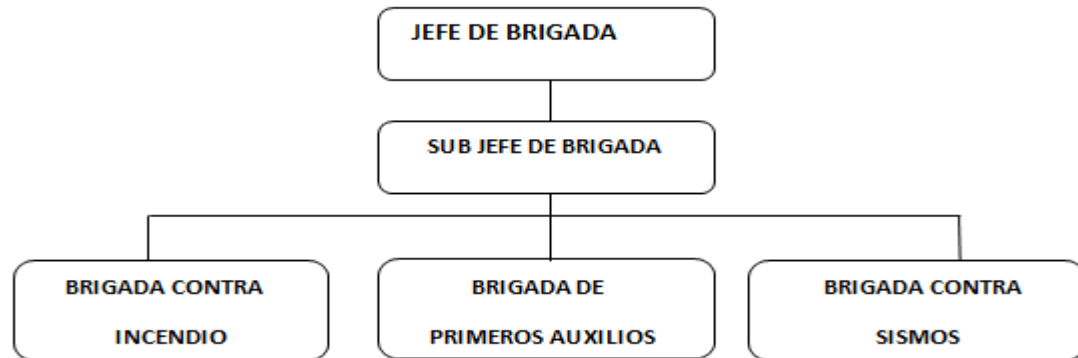 JEFE DE BRIGADA
SUB JEFE DE BRIGADA
BRIGADA CONTRA
INCENDIO
BRIGADA DE
PRIMEROS AUXILIOS
BRIGADA CONTRA
SISMOS